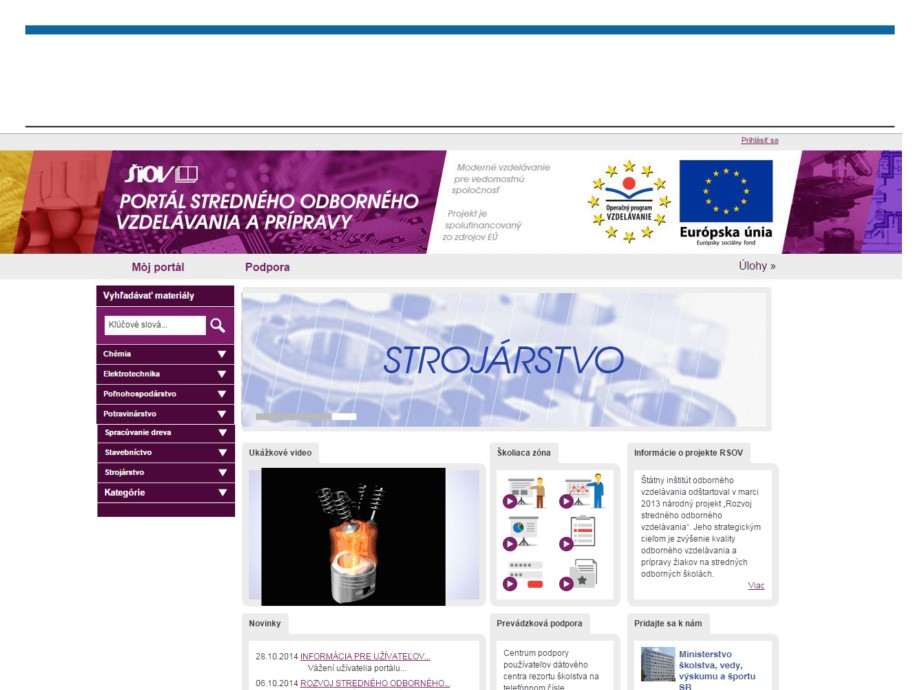 Prihlásiť sa
ŠIOV
PORTÁL STREDNÉHO ODBORNÉHO
VZDELÁVANIA A PRÍPRAVY
Moderné vzdelávanie
pre vedomostnú
spoločnosť
Projekt je
spolufinancovaný
zo zdrojov EÚ
Operačný program
VZDELÁVANIE
Európska únia
Európsky sociálny fond
Môj portál
Podpora
Úlohy »
Vyhľadávať materiály
Kľúčové slová...
Chémia
Elektrotechnika
Poľnohospodárstvo
Potravinárstvo
Spracúvanie dreva
Stavebníctvo
Strojárstvo
Kategórie
STROJÁRSTVO
Ukážkové video
Školiaca zóna
Informácie o projekte RSOV
Štátny inštitút odborného
vzdelávania odštartoval v marci
2013 národný projekt „Rozvoj
stredného odborného
vzdelávania“. Jeho strategickým
cieľom je zvýšenie kvality
odborného vzdelávania a
prípravy žiakov na stredných
odborných školách.
Viac
Novinky
28.10.2014 INFORMÁCIA PRE UŽÍVATEĽOV...
Vážení užívatelia portálu...
06.10.2014 ROZVOJ STREDNÉHO ODBORNÉHO...
Prevádzková podpora
Centrum podpory
používateľov dátového
centra rezortu školstva na
telefónnom čísle
Pridajte sa k nám
Ministerstvo
školstva, vedy,
výskumu a športu
SR